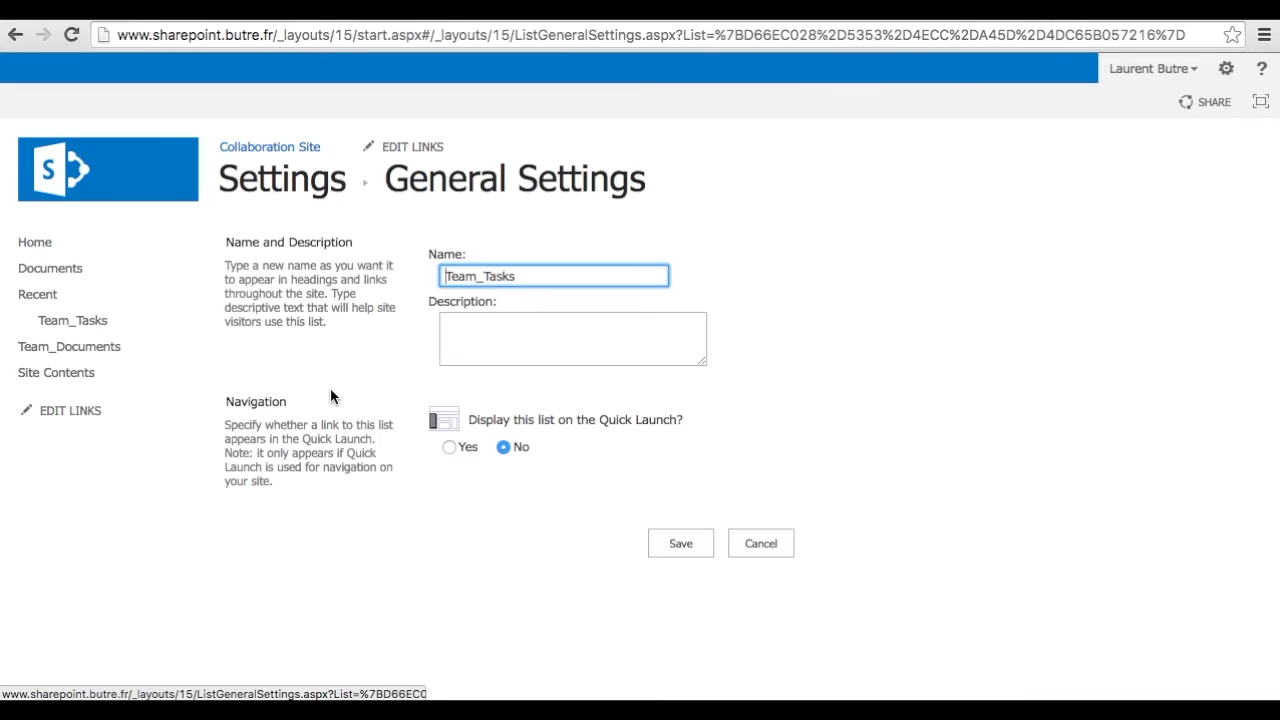 www.sharepoint.butre.fr/_layouts/15/start.aspx#/_layouts/15/ListGeneralSettings.aspx?List=%7BD66EC028%2D5353%2D4ECC%2DA45D%2D4DC65B057216%7D
Laurent Butre
?
SHARE
S
Collaboration Site
EDIT LINKS
Settings
General Settings
Home
Documents
Recent
Team_Tasks
Team_Documents
Site Contents
EDIT LINKS
Name and Description
Type a new name as you want it
to appear in headings and links
throughout the site. Type
descriptive text that will help site
visitors use this list.
Name:
Team_Tasks
Description:
Navigation
Specify whether a link to this list
appears in the Quick Launch.
Note: it only appears if Quick
Launch is used for navigation on
your site.
Display this list on the Quick Launch?
Yes
No
Save
Cancel
www.sharepoint.butre.fr/_layouts/15/ListGeneralSettings.aspx?List=%7BD66EC0